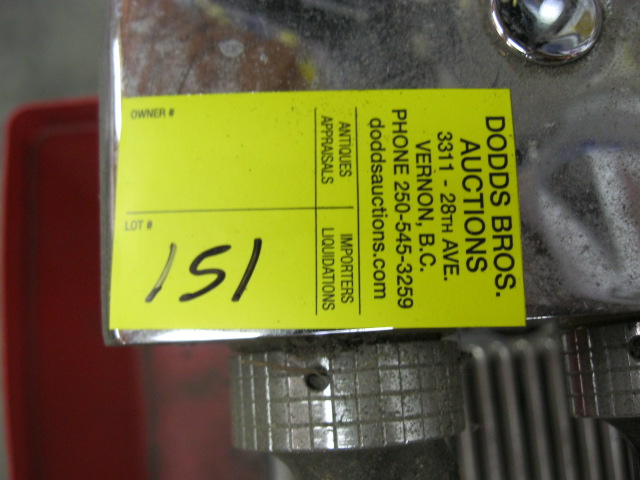 DODDS BROS.
AUCTIONS
3311 - 28TH AVE.
VERNON, B.C.
PHONE 250-545-3259
doddsauctions.com
ANTIQUES
APPRAISALS
IMPORTERS
LIQUIDATIONS
OWNER #
LOT #
151